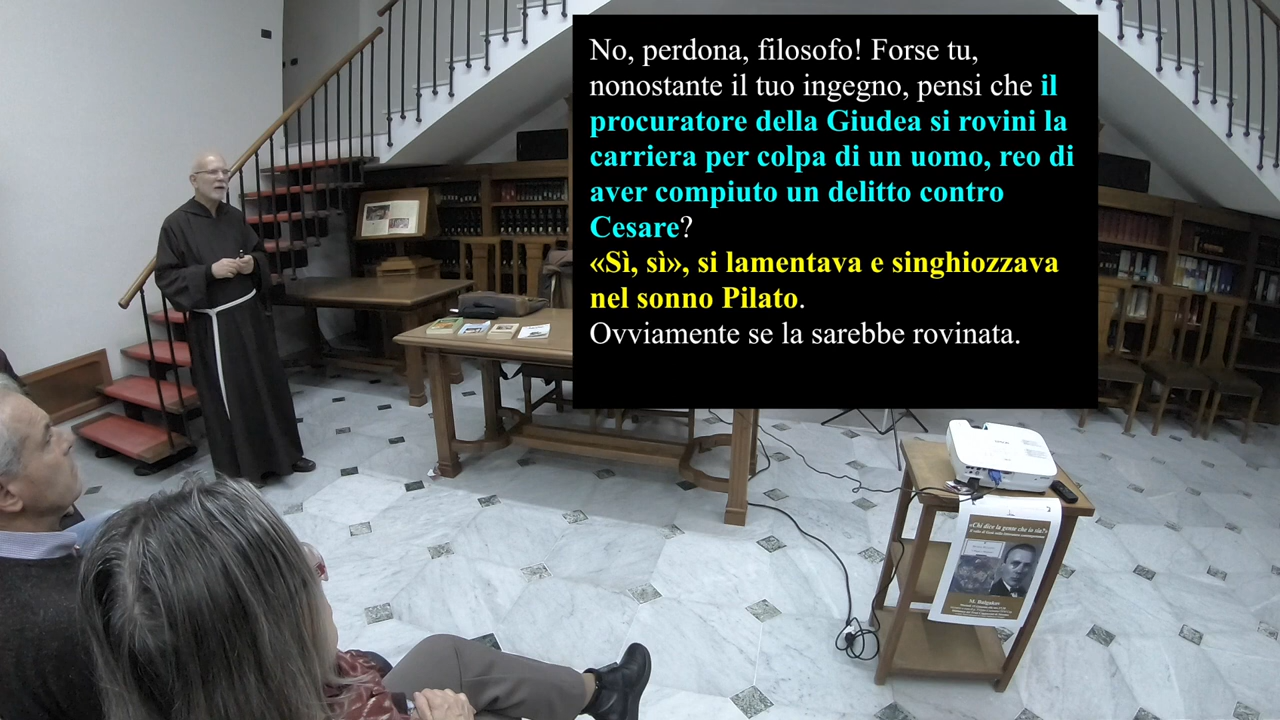 No, perdona, filosofo! Forse tu,
nonostante il tuo ingegno, pensi che il
procuratore della Giudea si rovini la
carriera per colpa di un uomo, reo di
aver compiuto un delitto contro
Cesare?
«Sì, sì», si lamentava e singhiozzava
nel sonno Pilato.
Ovviamente se la sarebbe rovinata.
«Chi dice la gente che io sia?»
M. Bulgakov